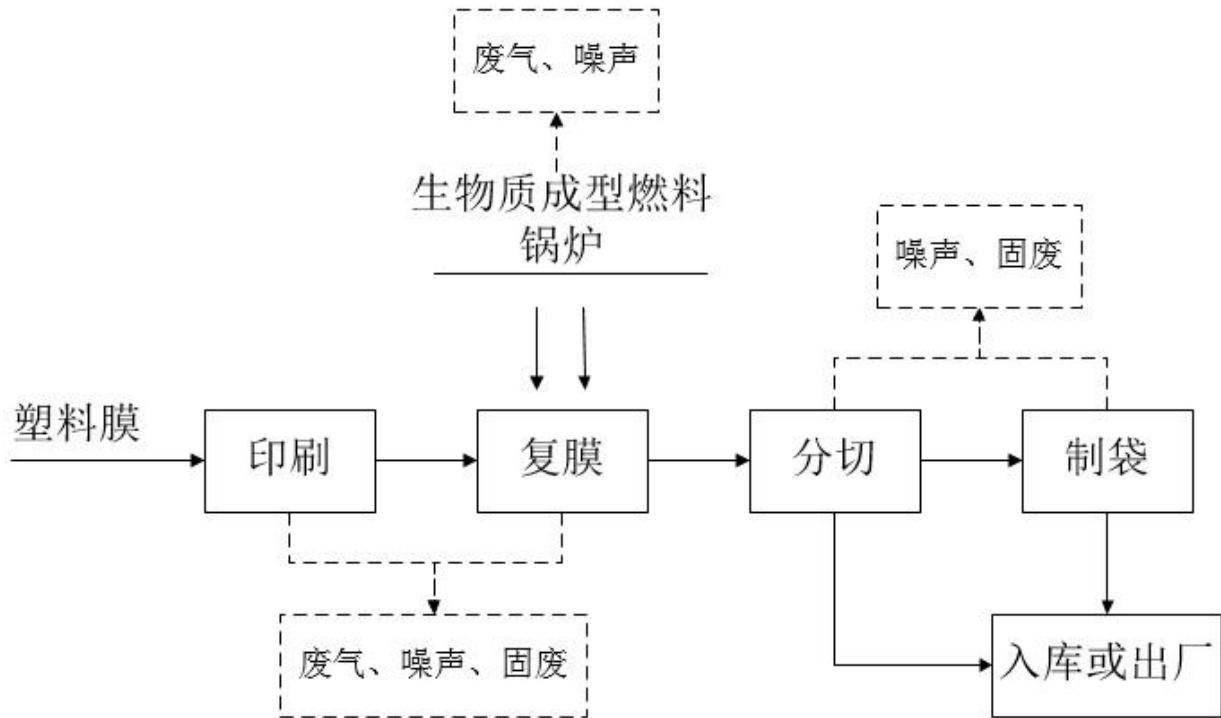 废气、噪声
生物质成型燃料
锅炉
噪声、固废
塑料膜
印刷
复膜
分切
制袋
废气、噪声、固废
入库或出厂